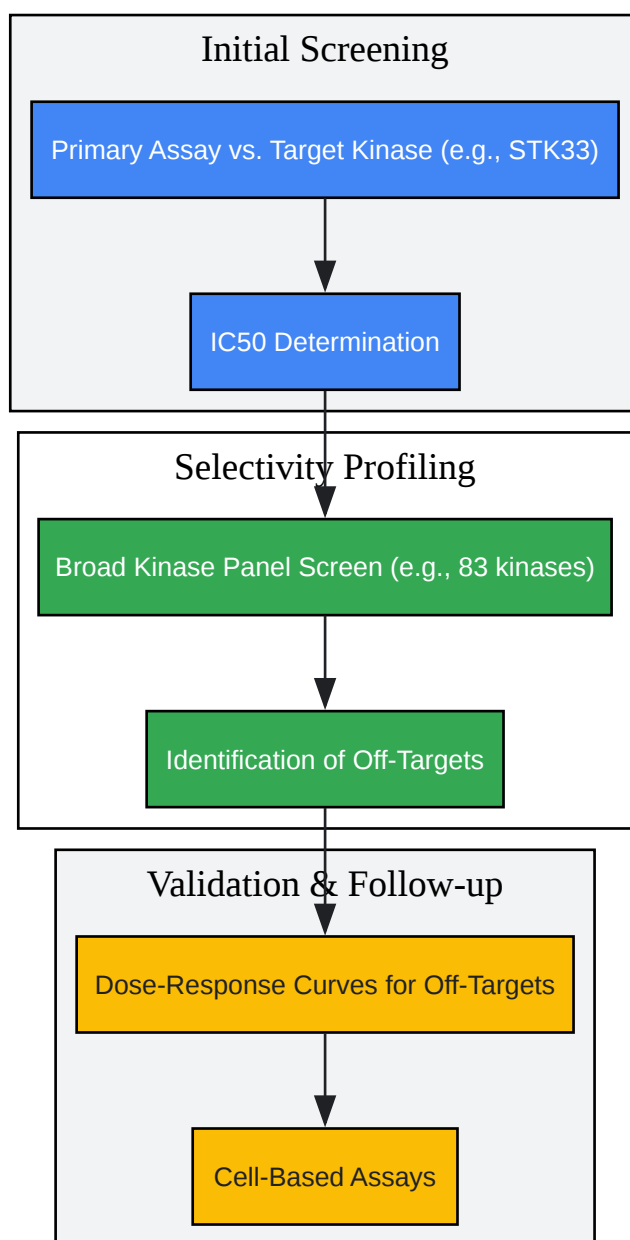 Initial Screening
Primary Assay vs. Target Kinase (e.g., STK33)
IC50 Determination
Selectivity Profiling
Broad Kinase Panel Screen (e.g., 83 kinases)
Identification of Off-Targets
Validation & Follow-up
Dose-Response Curves for Off-Targets
Cell-Based Assays